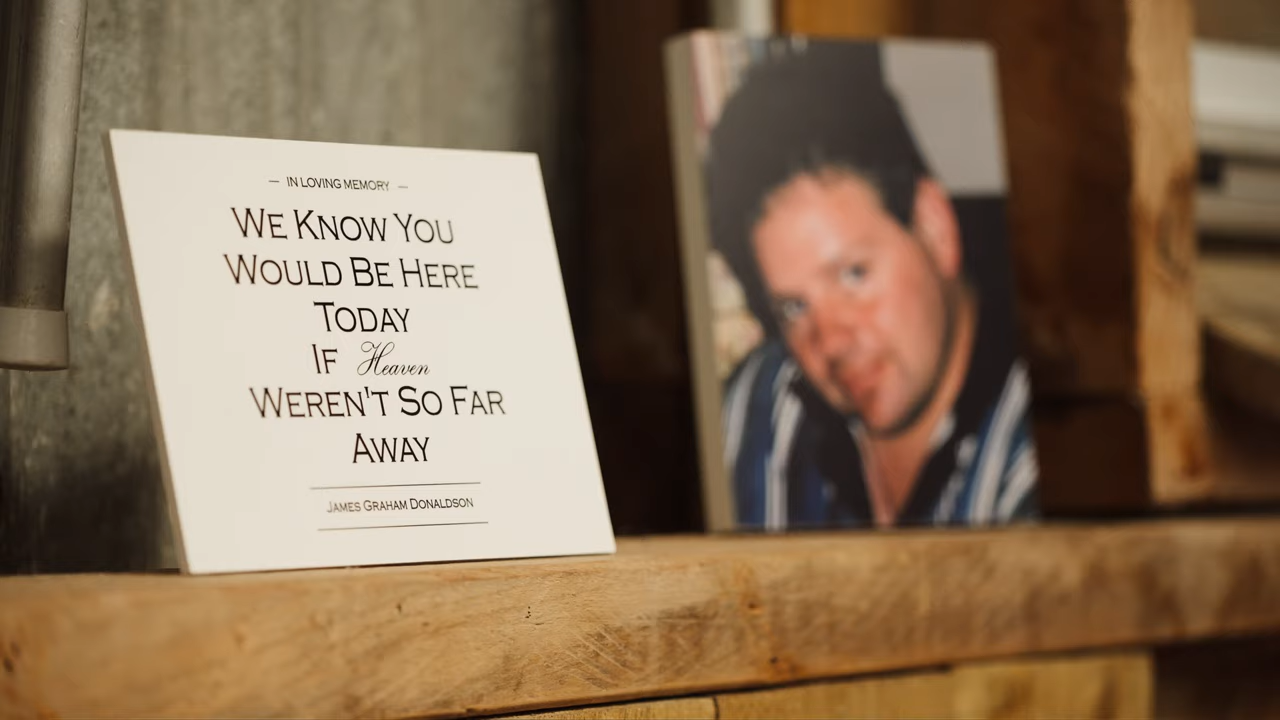 — IN LOVING MEMORY —
WE KNOW YOU
WOULD BE HERE
TODAY
IF Heaven
WEREN'T SO FAR
AWAY
JAMES GRAHAM DONALDSON